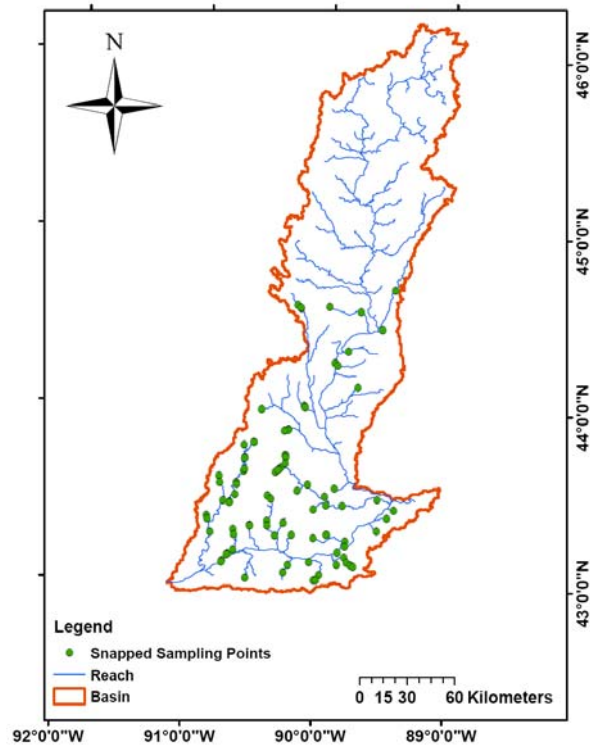 N
46°0'0"N
45°0'0"N
44°0'0"N
43°0'0"N
Legend
Snapped Sampling Points
Reach
Basin
0 15 30 60 Kilometers
92°0'0"W 91°0'0"W 90°0'0"W 89°0'0"W